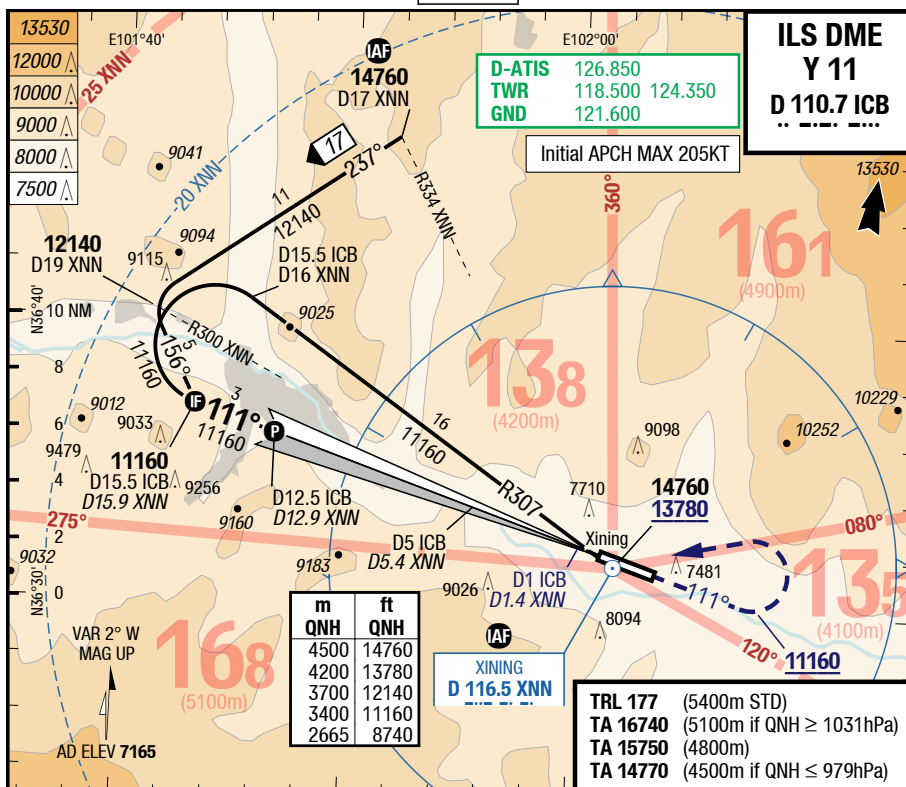 13530
12000
10000
9000
8000
7500
E101°40'
E102°00'
25 XNN
20 XNN
IAF
14760
D17 XNN
D-ATIS 126.850
TWR 118.500 124.350
GND 121.600
Initial APCH MAX 205KT
ILS DME
Y 11
D 110.7 ICB
13530
9041
17
237°
11
12140
R334 XNN
360°
161
(4900m)
12140
D19 XNN
9094
9115
D15.5 ICB
D16 XNN
N36°40'
10 NM
8
6
4
2
0
N36°30'
R300 XNN
9025
5
156°
11160
138
(4200m)
16
11160
R307
IF
3
111°
11160
P
9012
9033
9479
11160
D15.5 ICB
D15.9 XNN
9256
9160
D12.5 ICB
D12.9 XNN
10229
10252
9098
7710
14760
13780
Xining
275°
080°
9032
9183
D5 ICB
D5.4 XNN
D1 ICB
D1.4 XNN
9026
7481
111°
135
(4100m)
8094
120°
11160
VAR 2° W
MAG UP
AD ELEV 7165
168
(5100m)
m ft
QNH QNH
4500 14760
4200 13780
3700 12140
3400 11160
2665 8740
IAF
XINING
D 116.5 XNN
TRL 177 (5400m STD)
TA 16740 (5100m if QNH ≥ 1031hPa)
TA 15750 (4800m)
TA 14770 (4500m if QNH ≤ 979hPa)